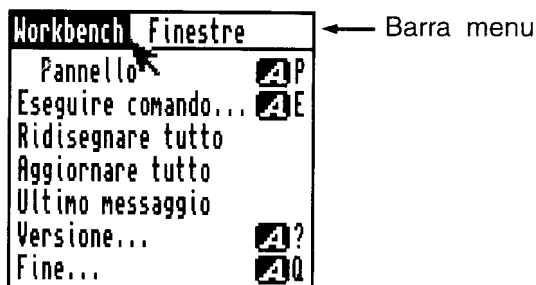 Workbench Finestre Barra menu
Pannello A P
Eseguire comando... A E
Ridisegnare tutto
Aggiornare tutto
Ultimo messaggio
Versione... A ?
Fine... A Q